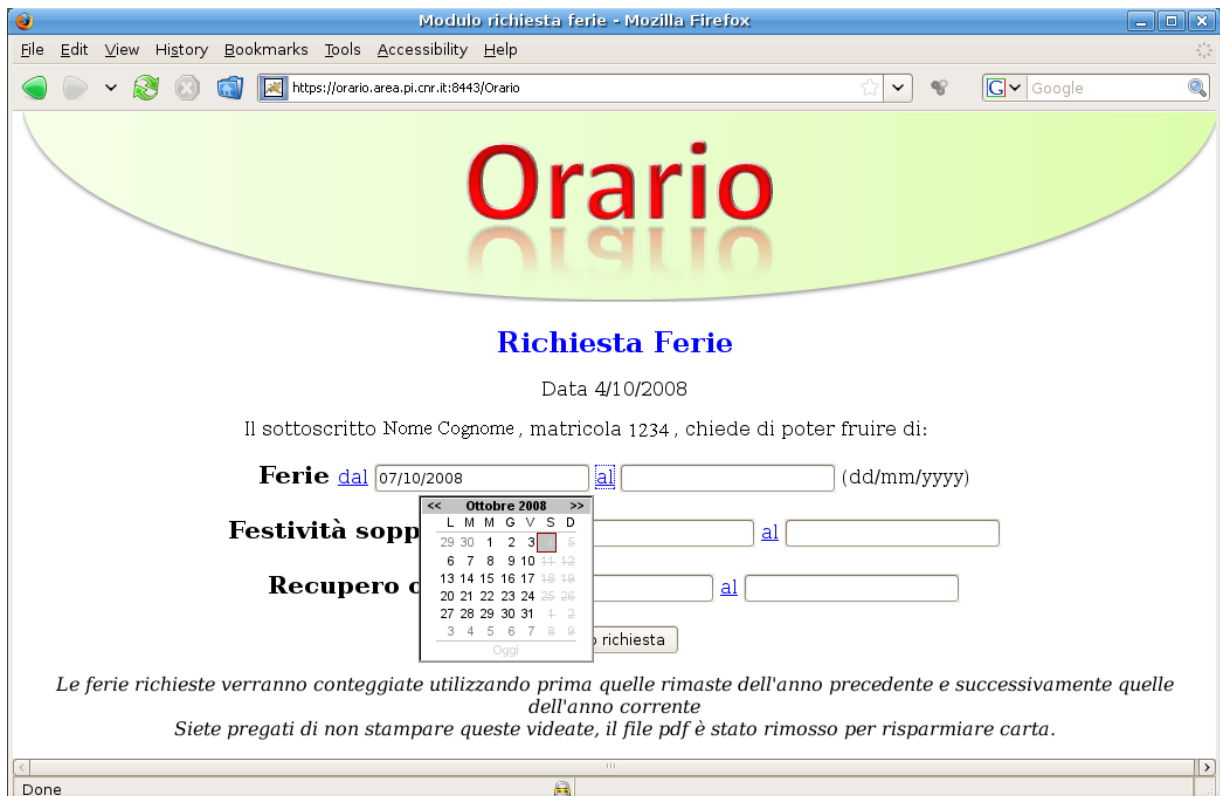 Modulo richiesta ferie - Mozilla Firefox
File Edit View History Bookmarks Tools Accessibility Help
https://orario.area.pi.cnr.it:8443/Orario
G Google
Orario
Richiesta Ferie
Data 4/10/2008
Il sottoscritto Nome Cognome , matricola 1234 , chiede di poter fruire di:
Ferie dal 07/10/2008 al (dd/mm/yyyy)
<< Ottobre 2008 >>
L M M G V S D
29 30 1 2 3 4 5
6 7 8 9 10 11 12
13 14 15 16 17 18 19
20 21 22 23 24 25 26
27 28 29 30 31 1 2
3 4 5 6 7 8 9
Oggi
Festività sopp al
Recupero al
richiesta
Le ferie richieste verranno conteggiate utilizzando prima quelle rimaste dell'anno precedente e successivamente quelle
dell'anno corrente
Siete pregati di non stampare queste videate, il file pdf è stato rimosso per risparmiare carta.
Done